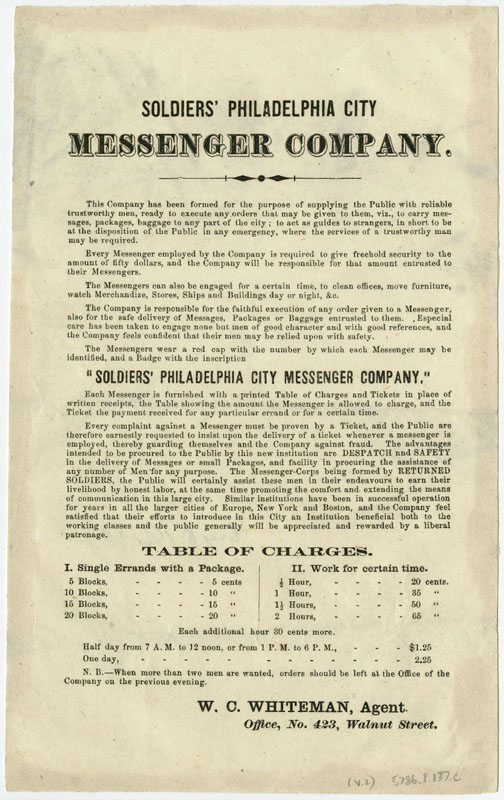 SOLDIERS' PHILADELPHIA CITY
MESSENGER COMPANY.
This Company has been formed for the purpose of supplying the Public with reliable
trustworthy men, ready to execute any orders that may be given to them, viz., to carry mes-
sages, packages, baggage to any part of the city; to act as guides to strangers, in short to be
at the disposition of the Public in any emergency, where the services of a trustworthy man
may be required.
Every Messenger employed by the Company is required to give freehold security to the
amount of fifty dollars, and the Company will be responsible for that amount entrusted to
their Messengers.
The Messengers can also be engaged for a certain time, to clean offices, move furniture,
watch Merchandize, Stores, Ships and Buildings day or night, &c.
The Company is responsible for the faithful execution of any order given to a Messenger,
also for the safe delivery of Messages, Packages or Baggage entrusted to them. Especial
care has been taken to engage none but men of good character and with good references, and
the Company feels confident that their men may be relied upon with safety.
The Messengers wear a red cap with the number by which each Messenger may be
identified, and a Badge with the inscription
"SOLDIERS' PHILADELPHIA CITY MESSENGER COMPANY,"
Each Messenger is furnished with a printed Table of Charges and Tickets in place of
written receipts, the Table showing the amount the Messenger is allowed to charge, and the
Ticket the payment received for any particular errand or for a certain time.
Every complaint against a Messenger must be proven by a Ticket, and the Public are
therefore earnestly requested to insist upon the delivery of a ticket whenever a messenger is
employed, thereby guarding themselves and the Company against fraud. The advantages
intended to be procured to the Public by this new institution are DESPATCH and SAFETY
in the delivery of Messages or small Packages, and facility in procuring the assistance of
any number of Men for any purpose. The Messenger-Corps being formed by RETURNED
SOLDIERS, the Public will certainly assist these men in their endeavours to earn their
livelihood by honest labor, at the same time promoting the comfort and extending the means
of communication in this large city. Similar institutions have been in successful operation
for years in all the larger cities of Europe, New York and Boston, and the Company feel
satisfied that their efforts to introduce in this City an Institution beneficial both to the
working classes and the public generally will be appreciated and rewarded by a liberal
patronage.
TABLE OF CHARGES.
I. Single Errands with a Package.
5 Blocks, - - - - 5 cents
10 Blocks, - - - - 10 "
15 Blocks, - - - - 15 "
20 Blocks, - - - - 20 "
II. Work for certain time.
½ Hour, - - - - 20 cents.
1 Hour, - - - - 35 "
1½ Hours, - - - - 50 "
2 Hours, - - - - 65 "
Each additional hour 30 cents more.
Half day from 7 A. M. to 12 noon, or from 1 P. M. to 6 P. M., - - - $1.25
One day, - - - - - - - - - - - - 2.25
N. B.—When more than two men are wanted, orders should be left at the Office of the
Company on the previous evening.
W. C. WHITEMAN, Agent.
Office, No. 423, Walnut Street.
(v.2) 5786.F.137.c